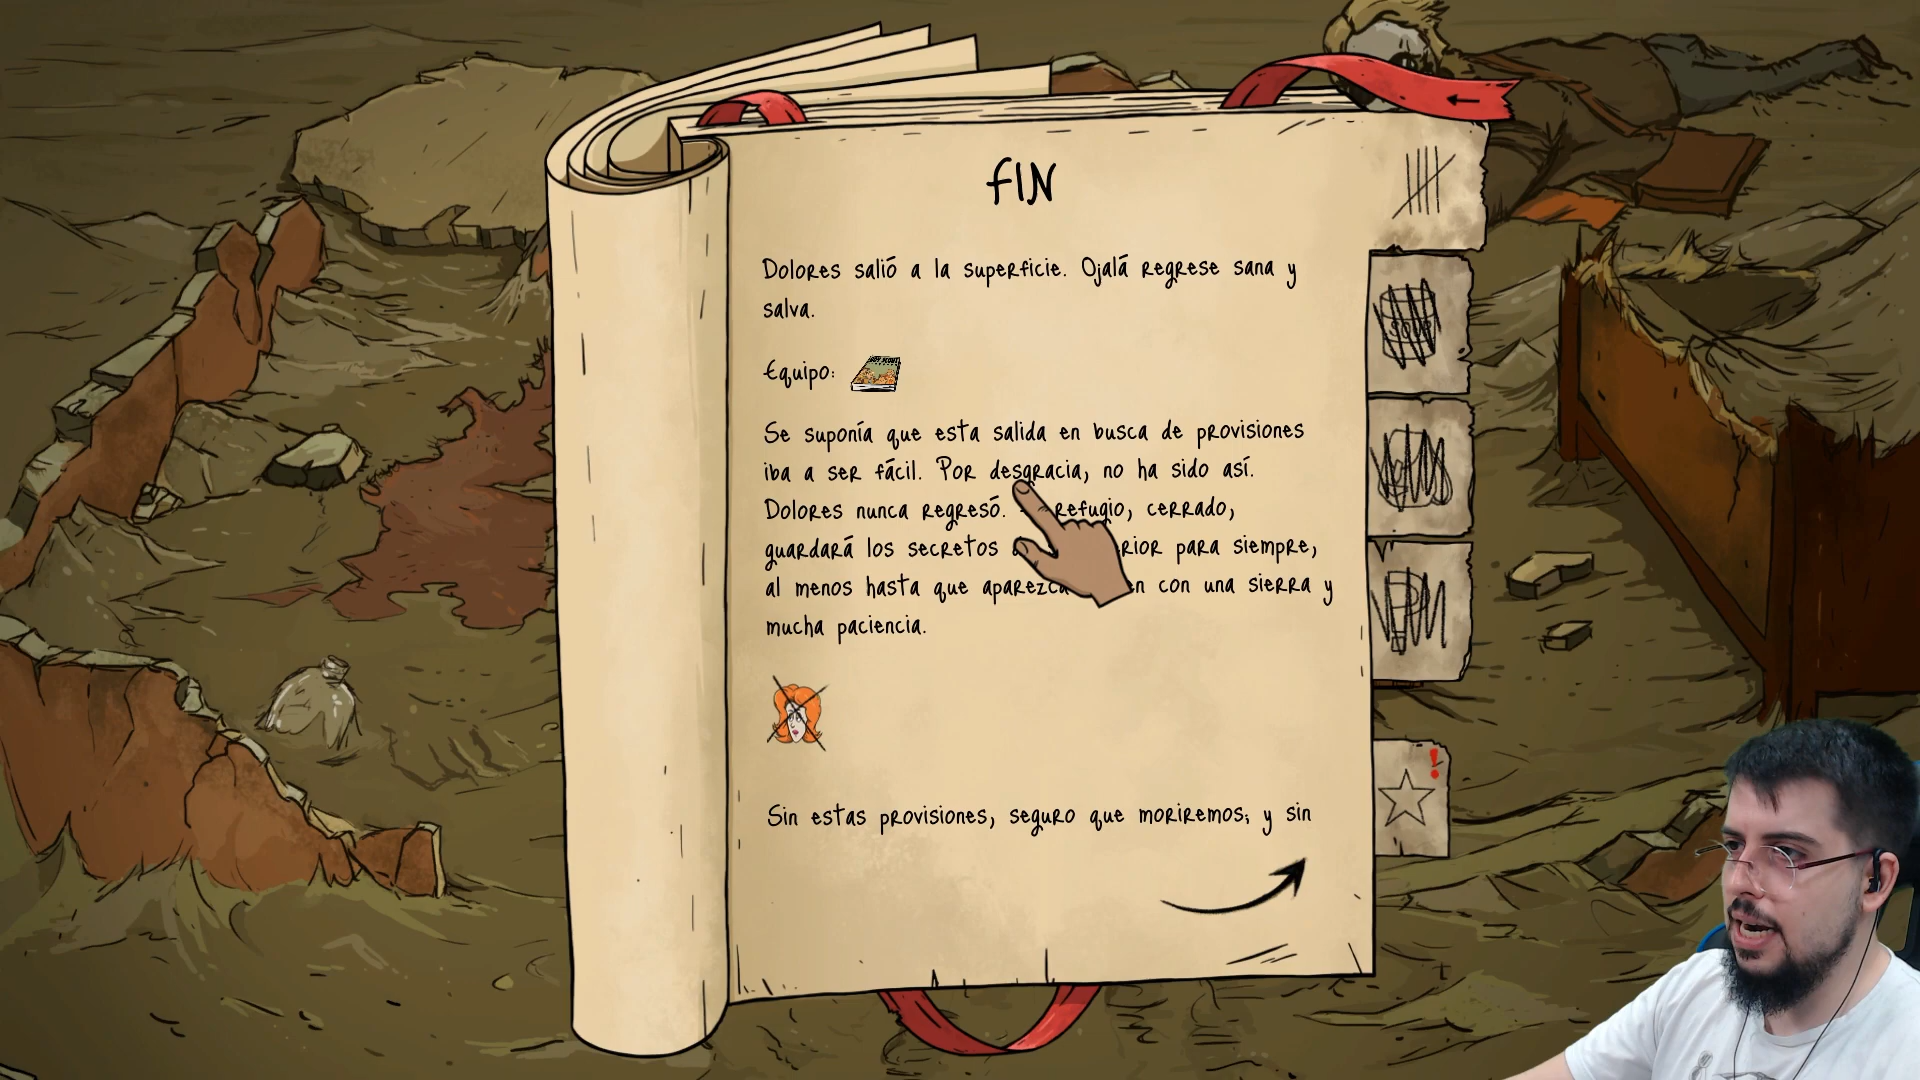 FIN
Dolores salió a la superficie. Ojalá regrese sana y
salva.
Equipo:
Se suponía que esta salida en busca de provisiones
iba a ser fácil. Por desgracia, no ha sido así.
Dolores nunca regresó. refugio, cerrado,
guardará los secretos para siempre,
al menos hasta que con una sierra y
mucha paciencia.
Sin estas provisiones, seguro que moriremos; y sin